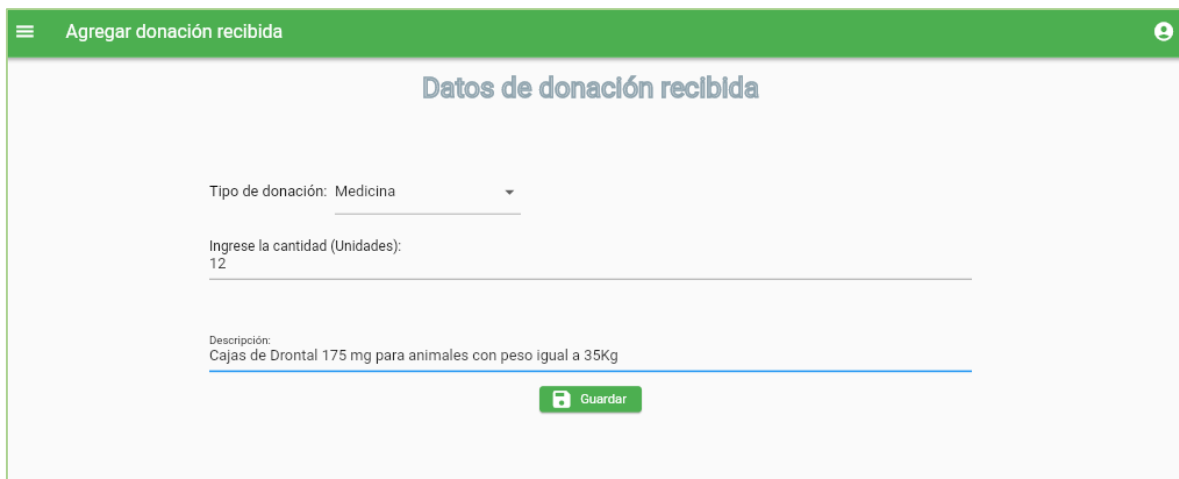 Agregar donación recibida
Datos de donación recibida
Tipo de donación: Medicina
Ingrese la cantidad (Unidades):
12
Descripción:
Cajas de Drontal 175 mg para animales con peso igual a 35Kg
Guardar